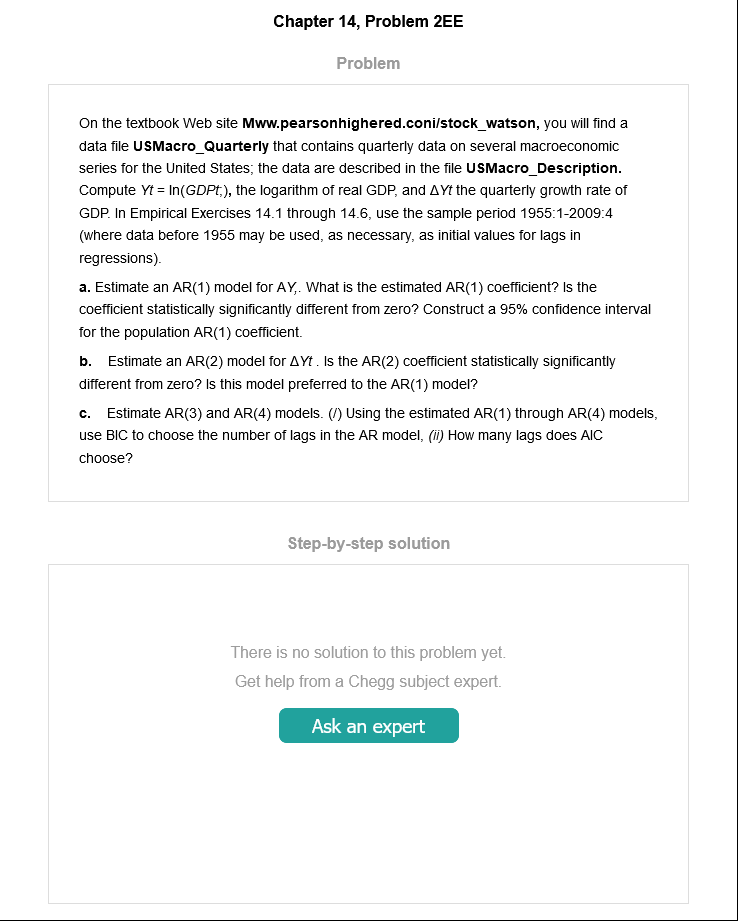 Chapter 14, Problem 2EE
Problem
On the textbook Web site Mww.pearsonhighered.coni/stock_watson, you will find a
data file USMacro_Quarterly that contains quarterly data on several macroeconomic
series for the United States; the data are described in the file USMacro_Description.
Compute Yt = In(GDPt;), the logarithm of real GDP, and ΔYt the quarterly growth rate of
GDP. In Empirical Exercises 14.1 through 14.6, use the sample period 1955:1-2009:4
(where data before 1955 may be used, as necessary, as initial values for lags in
regressions).
a. Estimate an AR(1) model for AY,. What is the estimated AR(1) coefficient? Is the
coefficient statistically significantly different from zero? Construct a 95% confidence interval
for the population AR(1) coefficient.
b. Estimate an AR(2) model for ΔYt . Is the AR(2) coefficient statistically significantly
different from zero? Is this model preferred to the AR(1) model?
c. Estimate AR(3) and AR(4) models. (/) Using the estimated AR(1) through AR(4) models,
use BIC to choose the number of lags in the AR model, (ii) How many lags does AIC
choose?
Step-by-step solution
There is no solution to this problem yet.
Get help from a Chegg subject expert.
Ask an expert